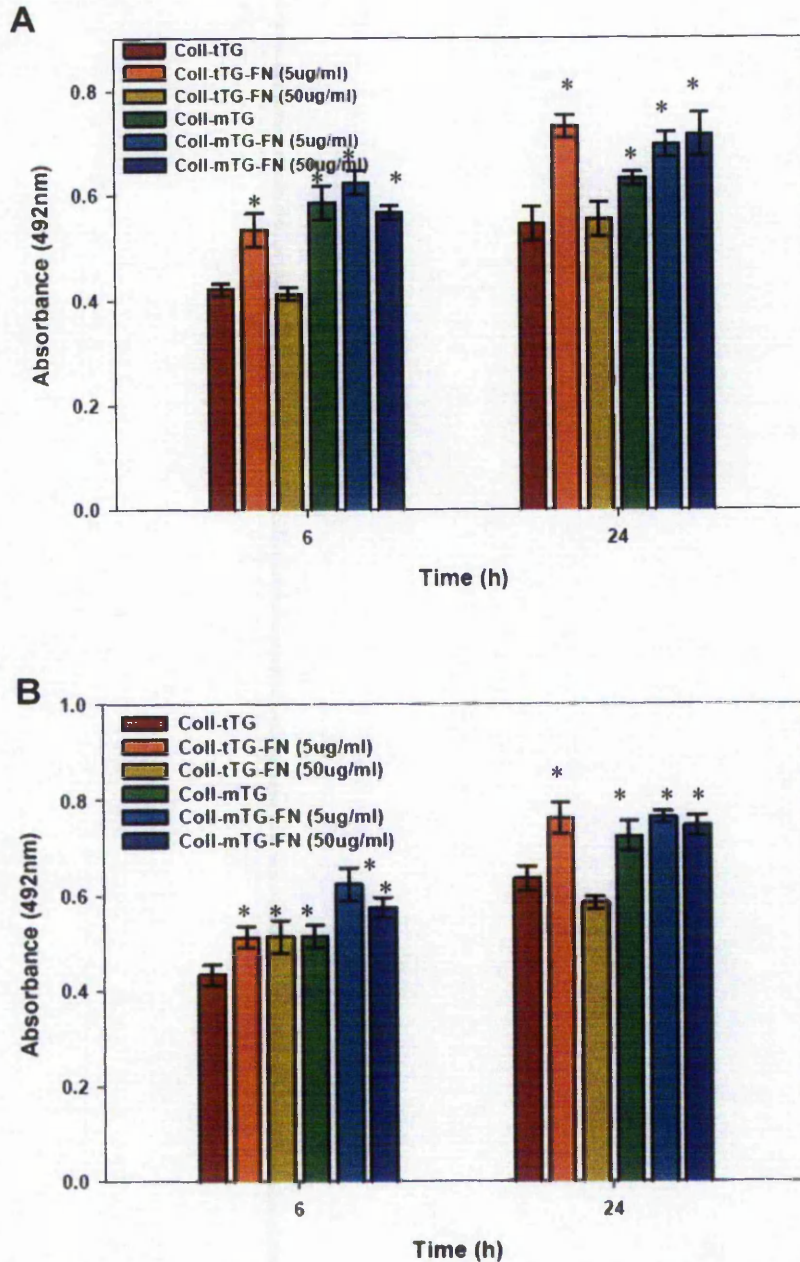 A
Coll-tTG
Coll-tTG-FN (5ug/ml)
Coll-tTG-FN (50ug/ml)
Coll-mTG
Coll-mTG-FN (5ug/ml)
Coll-mTG-FN (50ug/ml)
0.8
0.6
0.4
0.2
0.0
Absorbance (492nm)
* * * * * * * *
6
24
Time (h)
B
1.0
Coll-tTG
Coll-tTG-FN (5ug/ml)
Coll-tTG-FN (50ug/ml)
Coll-mTG
Coll-mTG-FN (5ug/ml)
Coll-mTG-FN (50ug/ml)
0.8
0.6
0.4
0.2
0.0
Absorbance (492nm)
* * * * * * * * *
6
24
Time (h)